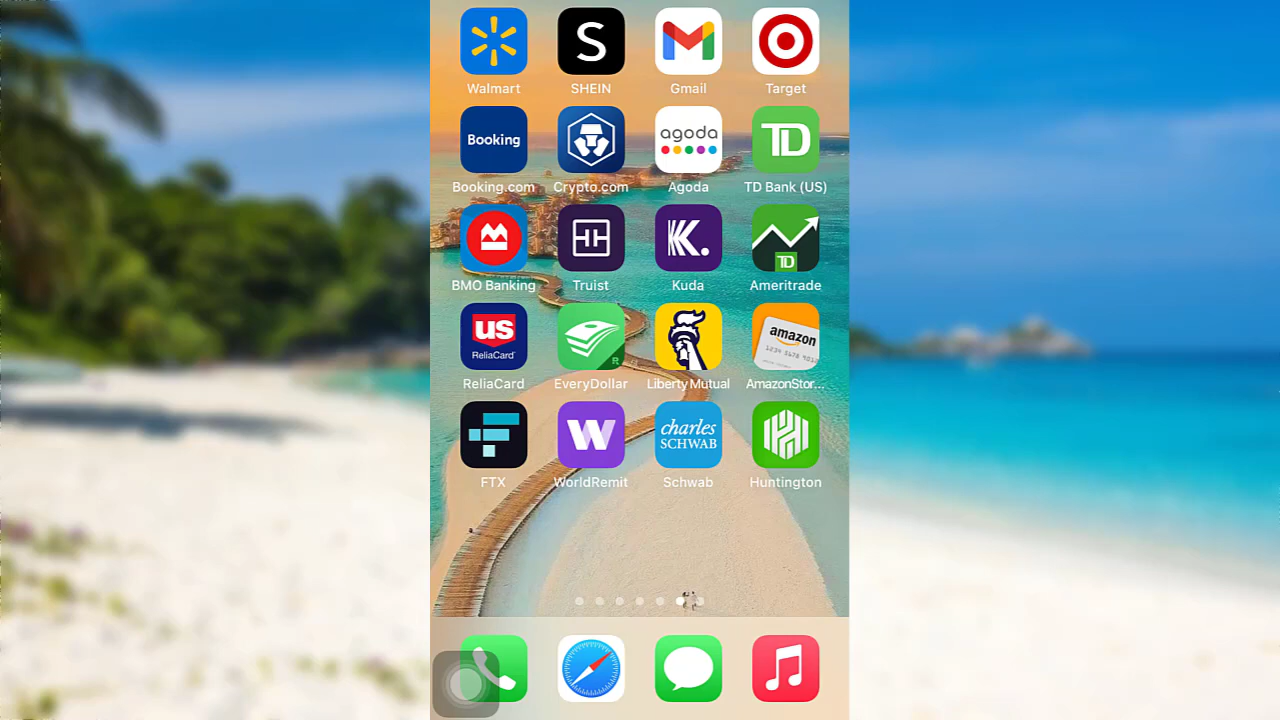 S
Walmart SHEIN Gmail Target
Booking agoda TD
Booking.com Crypto.com Agoda TD Bank (US)
K. TD
BMO Banking Truist Kuda Ameritrade
us amazon
ReliaCard
ReliaCard EveryDollar Liberty Mutual AmazonStor...
W charles SCHWAB
FTX WorldRemit Schwab Huntington